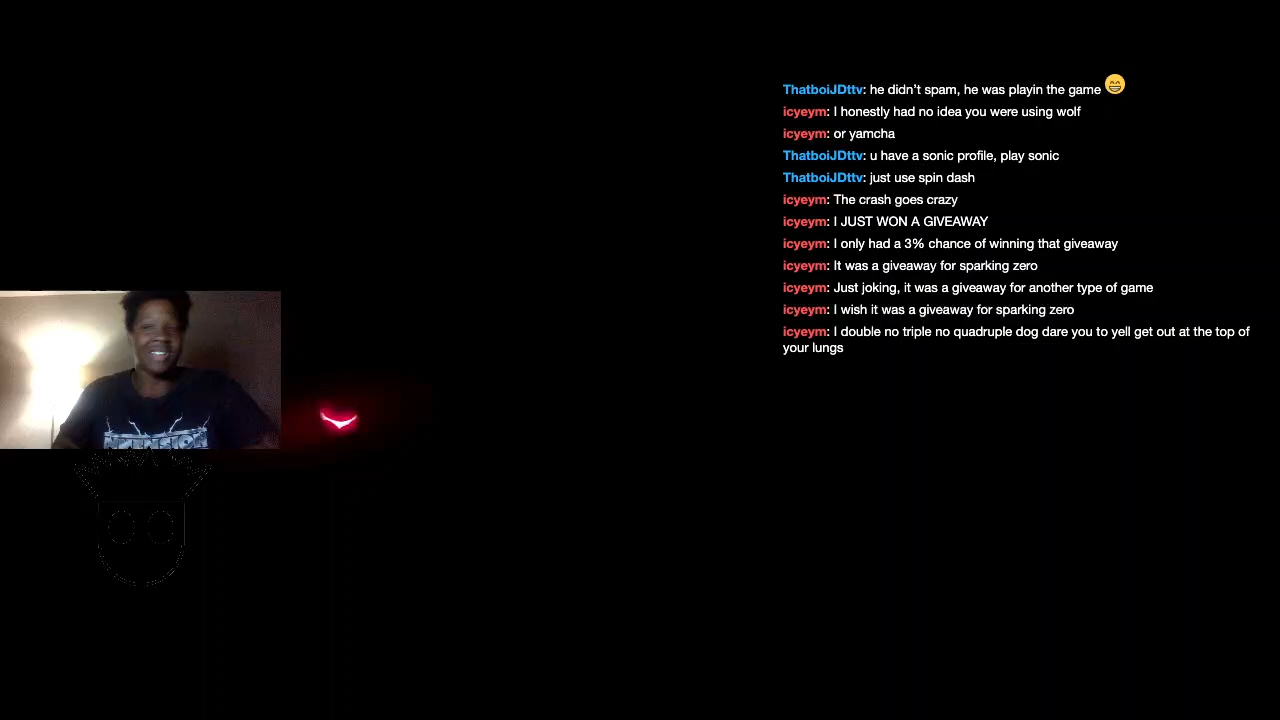 ThatboiJDttv: he didn't spam, he was playin the game 😁
icyeym: I honestly had no idea you were using wolf
icyeym: or yamcha
ThatboiJDttv: u have a sonic profile, play sonic
ThatboiJDttv: just use spin dash
icyeym: The crash goes crazy
icyeym: I JUST WON A GIVEAWAY
icyeym: I only had a 3% chance of winning that giveaway
icyeym: It was a giveaway for sparking zero
icyeym: Just joking, it was a giveaway for another type of game
icyeym: I wish it was a giveaway for sparking zero
icyeym: I double no triple no quadruple dog dare you to yell get out at the top of
your lungs